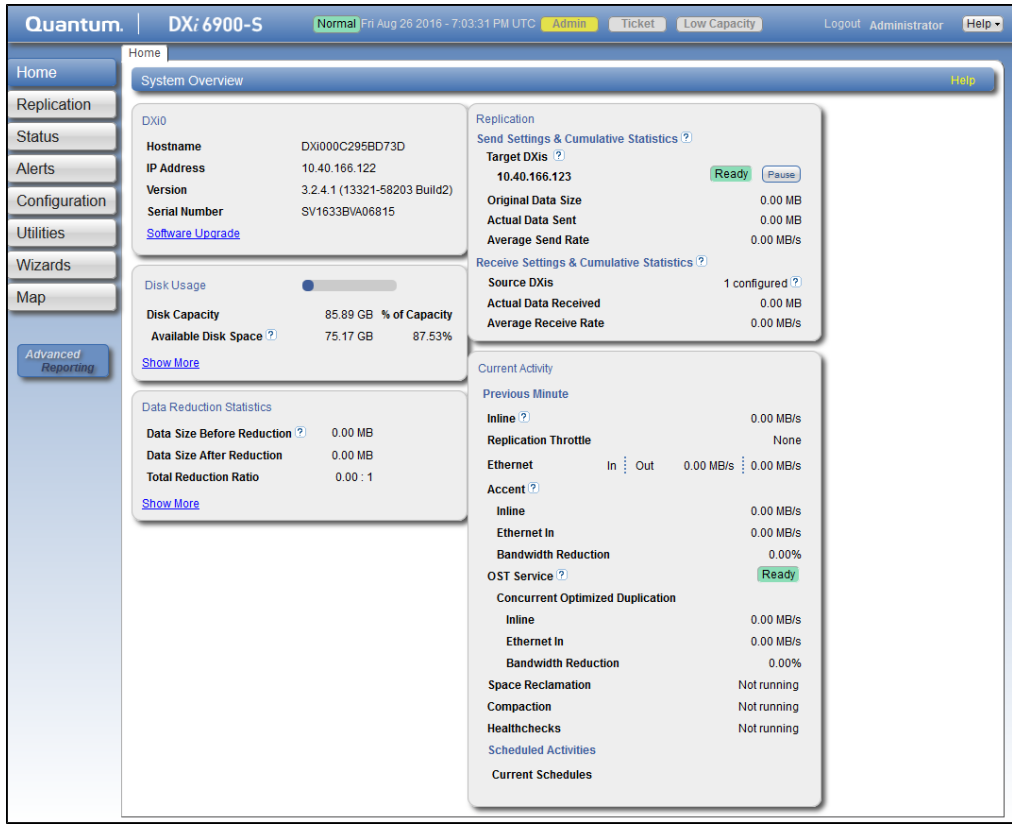 Quantum. DXi 6900-S Normal Fri Aug 26 2016 - 7:03:31 PM UTC Admin Ticket Low Capacity Logout Administrator Help
Home
Home
Replication
Status
Alerts
Configuration
Utilities
Wizards
Map
Advanced
Reporting
System Overview Help
DXi0
Hostname DXi000C295BD73D
IP Address 10.40.166.122
Version 3.2.4.1 (13321-58203 Build2)
Serial Number SV1633BVA06815
Software Upgrade
Disk Usage
Disk Capacity 85.89 GB % of Capacity
Available Disk Space ? 75.17 GB 87.53%
Show More
Data Reduction Statistics
Data Size Before Reduction ? 0.00 MB
Data Size After Reduction 0.00 MB
Total Reduction Ratio 0.00 : 1
Show More
Replication
Send Settings & Cumulative Statistics ?
Target DXis ?
10.40.166.123 Ready Pause
Original Data Size 0.00 MB
Actual Data Sent 0.00 MB
Average Send Rate 0.00 MB/s
Receive Settings & Cumulative Statistics ?
Source DXis 1 configured ?
Actual Data Received 0.00 MB
Average Receive Rate 0.00 MB/s
Current Activity
Previous Minute
Inline ? 0.00 MB/s
Replication Throttle None
Ethernet In Out 0.00 MB/s 0.00 MB/s
Accent ?
Inline 0.00 MB/s
Ethernet In 0.00 MB/s
Bandwidth Reduction 0.00%
OST Service ? Ready
Concurrent Optimized Duplication
Inline 0.00 MB/s
Ethernet In 0.00 MB/s
Bandwidth Reduction 0.00%
Space Reclamation Not running
Compaction Not running
Healthchecks Not running
Scheduled Activities
Current Schedules